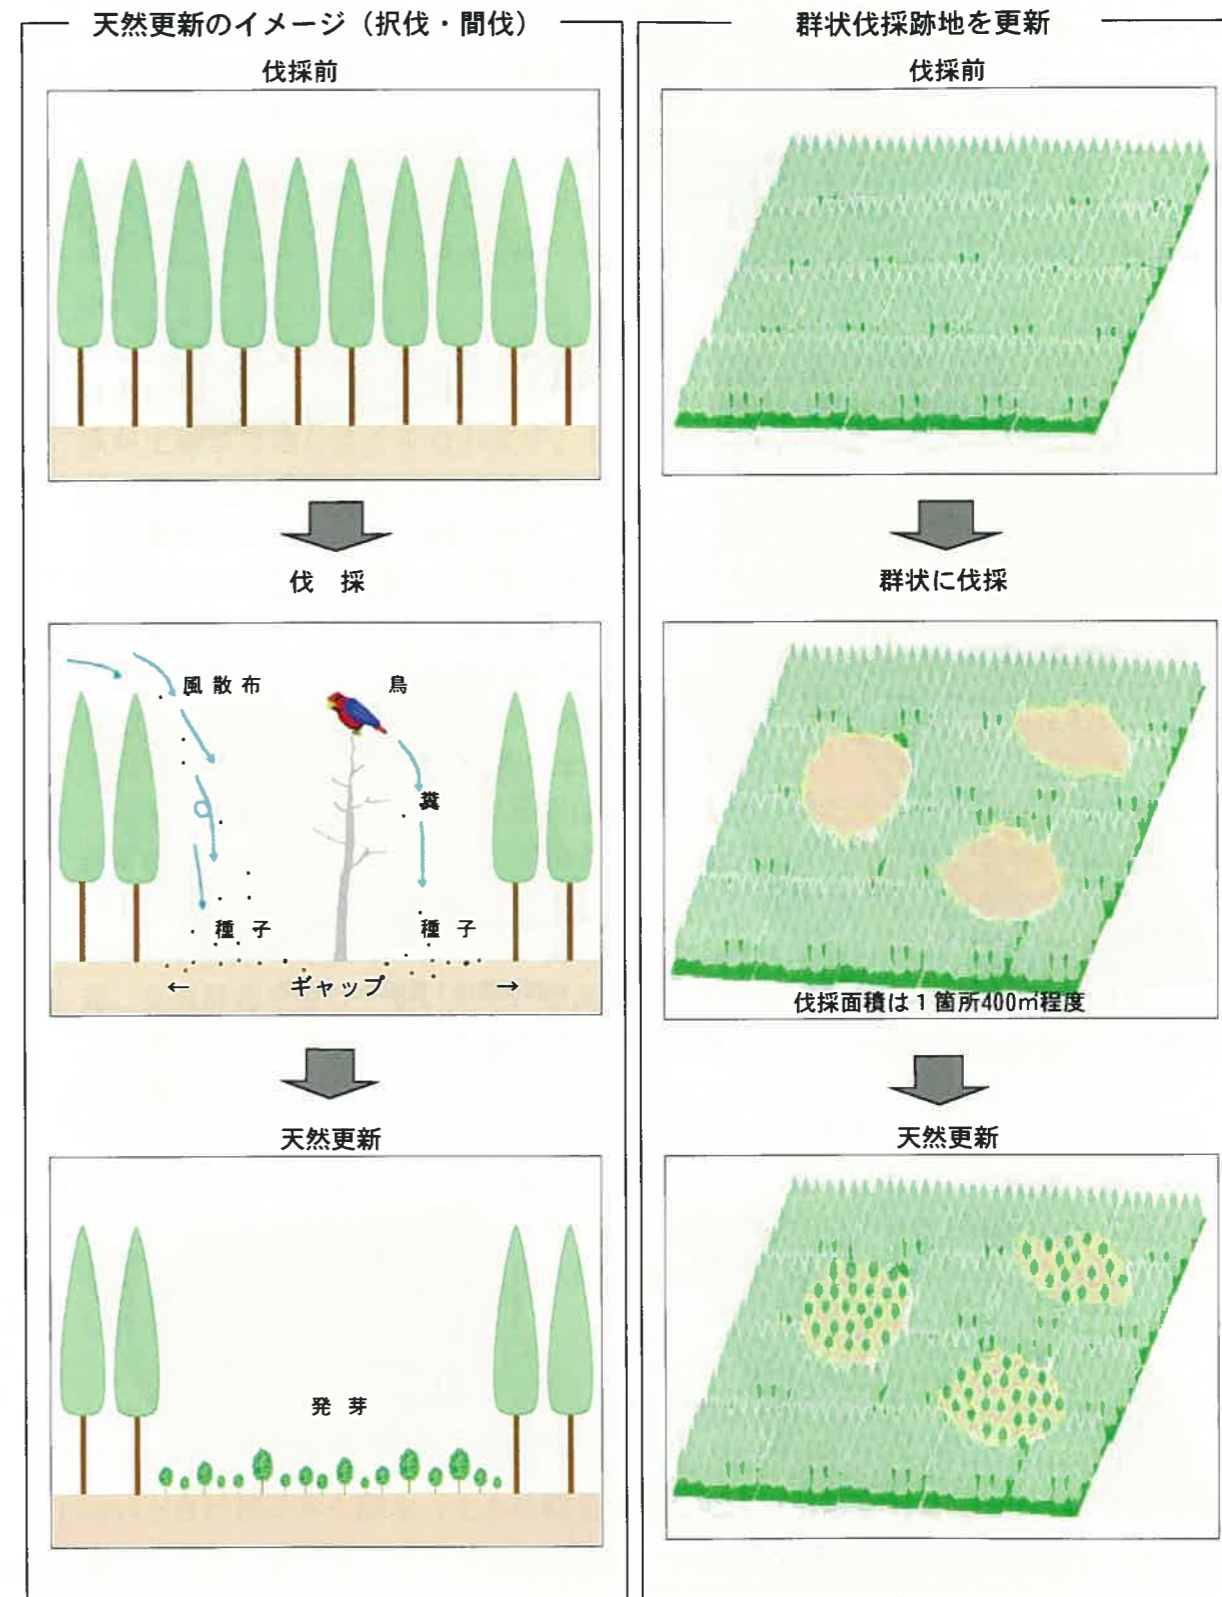 天然更新のイメージ（択伐・間伐）
伐採前
伐 採
風散布
鳥
糞
種子
種子
← ギャップ →
天然更新
発芽
群状伐採跡地を更新
伐採前
群状に伐採
伐採面積は１箇所400㎡程度
天然更新